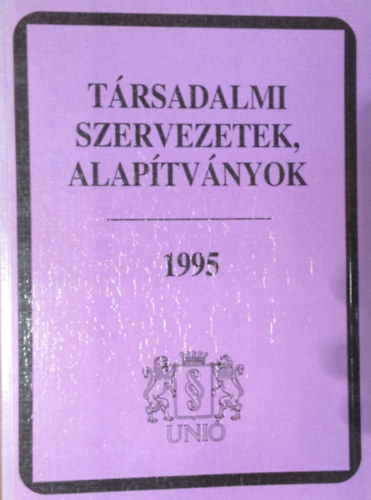 TÁRSADALMI
SZERVEZETEK,
ALAPÍTVÁNYOK
1995
§
UNIÓ